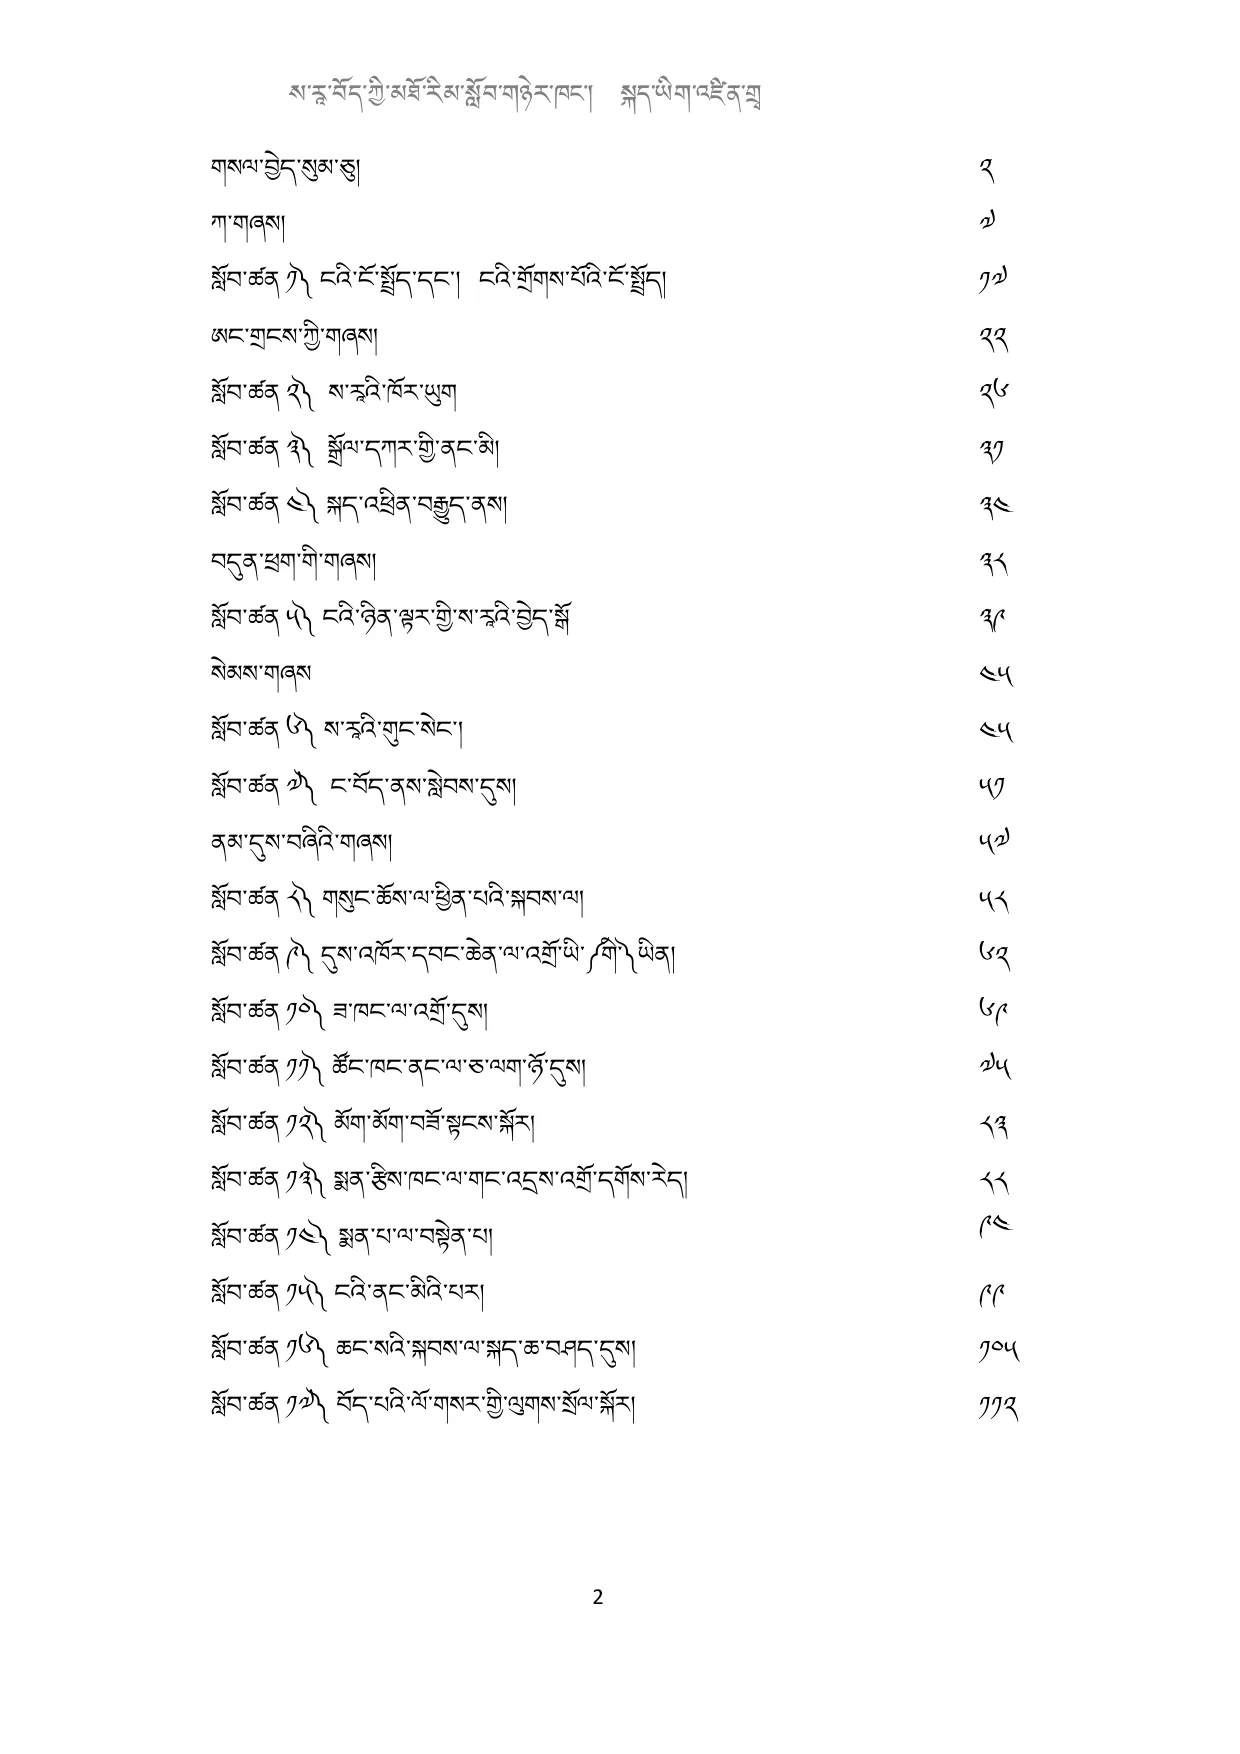 ས་རཱ་བོད་ཀྱི་མཐོ་རིམ་སློབ་གཉེར་ཁང་། སྐད་ཡིག་འཛིན་གྲྭ
གསལ་བྱེད་སུམ་ཅུ། ༢
ཀ་གཞས། ༧
སློབ་ཚན ༡༽ ངའི་ངོ་སྤྲོད་དང་། ངའི་གྲོགས་པོའི་ངོ་སྤྲོད། ༡༧
ཨང་གྲངས་ཀྱི་གཞས། ༢༢
སློབ་ཚན ༢༽ ས་རཱའི་ཁོར་ཡུག ༢༦
སློབ་ཚན ༣༽ སྒྲོལ་དཀར་གྱི་ནང་མི། ༣༡
སློབ་ཚན ༤༽ སྐད་འཕྲིན་བརྒྱུད་ནས། ༣༤
བདུན་ཕྲག་གི་གཞས། ༣༨
སློབ་ཚན ༥༽ ངའི་ཉིན་ལྟར་གྱི་ས་རཱའི་བྱེད་སྒོ ༣༩
སེམས་གཞས ༤༥
སློབ་ཚན ༦༽ ས་རཱའི་གུང་སེང་། ༤༥
སློབ་ཚན ༧༽ ང་བོད་ནས་སླེབས་དུས། ༥༡
ནམ་དུས་བཞིའི་གཞས། ༥༧
སློབ་ཚན ༨༽ གསུང་ཆོས་ལ་ཕྱིན་པའི་སྐབས་ལ། ༥༨
སློབ་ཚན ༩༽ དུས་འཁོར་དབང་ཆེན་ལ་འགྲོ་ཡི་༼གི༽ཡིན། ༦༢
སློབ་ཚན ༡༠༽ ཟ་ཁང་ལ་འགྲོ་དུས། ༦༩
སློབ་ཚན ༡༡༽ ཚོང་ཁང་ནང་ལ་ཅ་ལག་ཉོ་དུས། ༧༥
སློབ་ཚན ༡༢༽ མོག་མོག་བཟོ་སྟངས་སྐོར། ༨༣
སློབ་ཚན ༡༣༽ སྨན་རྩིས་ཁང་ལ་གང་འདྲས་འགྲོ་དགོས་རེད། ༨༨
སློབ་ཚན ༡༤༽ སྨན་པ་ལ་བསྟེན་པ། ༩༤
སློབ་ཚན ༡༥༽ ངའི་ནང་མིའི་པར། ༩༩
སློབ་ཚན ༡༦༽ ཆང་སའི་སྐབས་ལ་སྐད་ཆ་བཤད་དུས། ༡༠༥
སློབ་ཚན ༡༧༽ བོད་པའི་ལོ་གསར་གྱི་ལུགས་སྲོལ་སྐོར། ༡༡༢
2